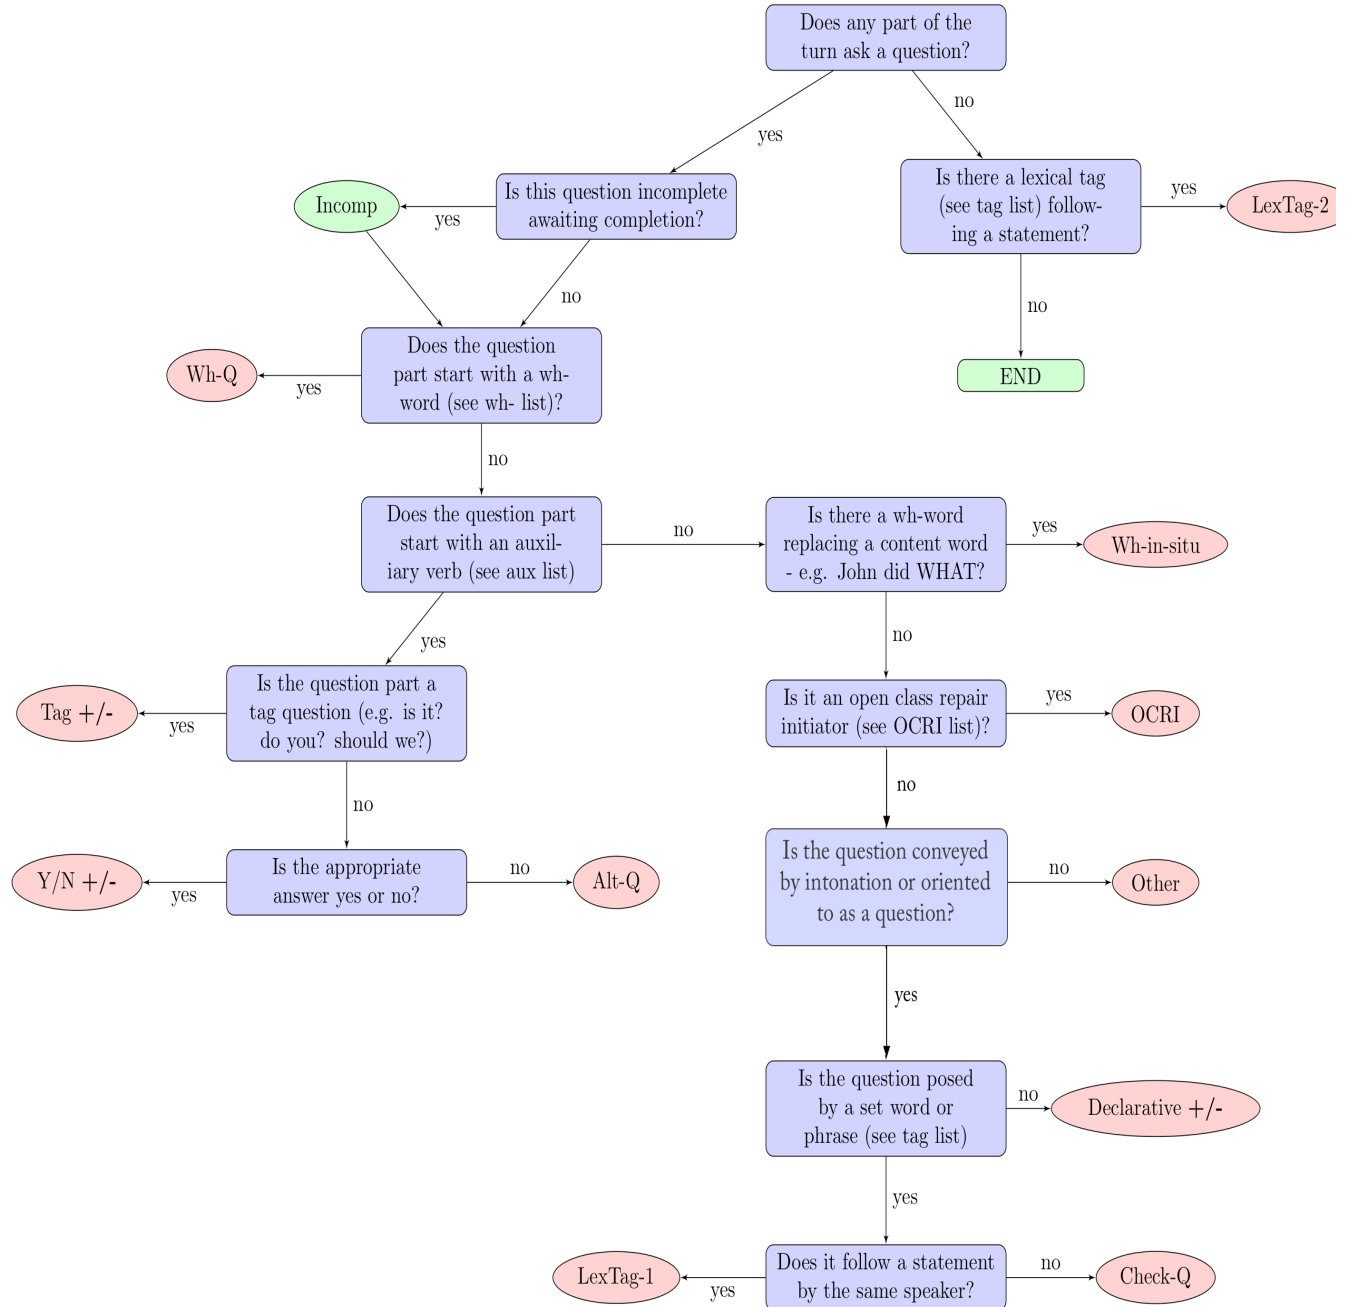 Does any part of the
turn ask a question?
yes
no
Is this question incomplete
awaiting completion?
yes
Incomp
no
Is there a lexical tag
(see tag list) follow-
ing a statement?
yes
LexTag-2
no
END
Does the question
part start with a wh-
word (see wh- list)?
yes
Wh-Q
no
Does the question part
start with an auxil-
iary verb (see aux list)
no
yes
Is there a wh-word
replacing a content word
- e.g. John did WHAT?
yes
Wh-in-situ
no
Is the question part a
tag question (e.g. is it?
do you? should we?)
yes
Tag +/-
no
Is it an open class repair
initiator (see OCRI list)?
yes
OCRI
no
Is the appropriate
answer yes or no?
yes
Y/N +/-
no
Alt-Q
Is the question conveyed
by intonation or oriented
to as a question?
no
Other
yes
Is the question posed
by a set word or
phrase (see tag list)
no
Declarative +/-
yes
Does it follow a statement
by the same speaker?
yes
LexTag-1
no
Check-Q